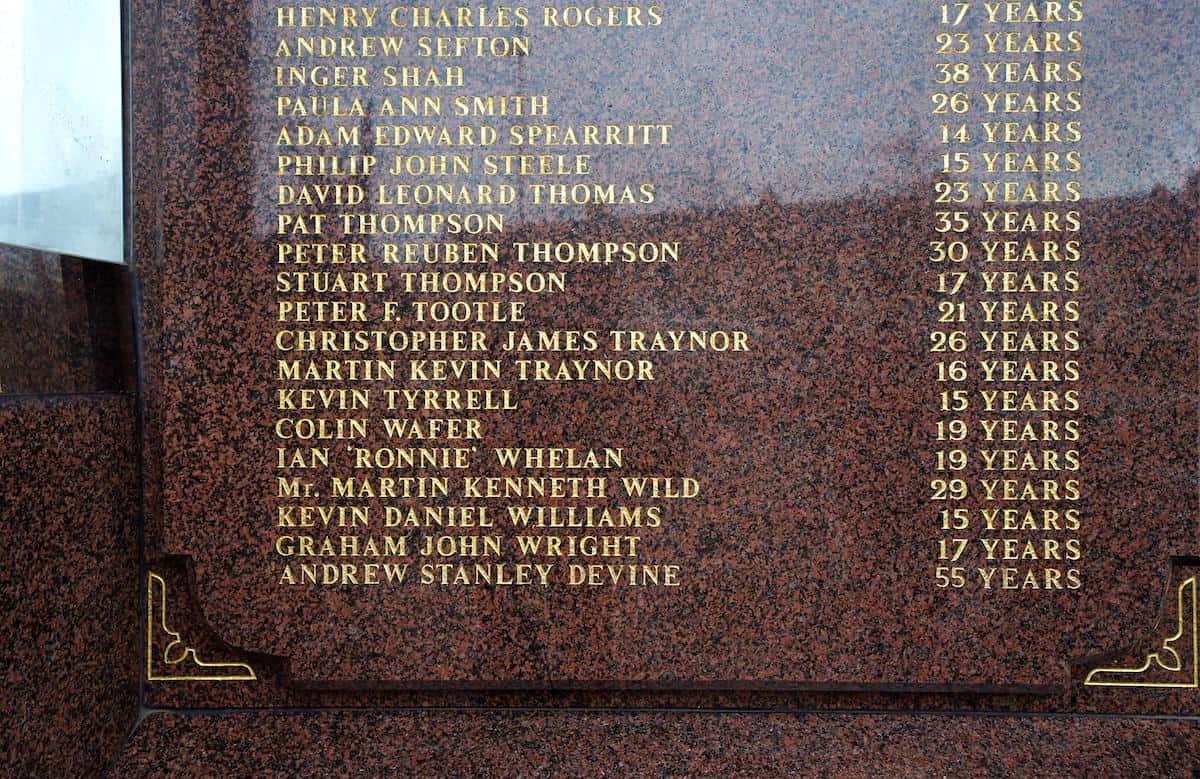 HENRY CHARLES ROGERS 17 YEARS
ANDREW SEFTON 23 YEARS
INGER SHAH 38 YEARS
PAULA ANN SMITH 26 YEARS
ADAM EDWARD SPEARRITT 14 YEARS
PHILIP JOHN STEELE 15 YEARS
DAVID LEONARD THOMAS 23 YEARS
PAT THOMPSON 35 YEARS
PETER REUBEN THOMPSON 30 YEARS
STUART THOMPSON 17 YEARS
PETER F. TOOTLE 21 YEARS
CHRISTOPHER JAMES TRAYNOR 26 YEARS
MARTIN KEVIN TRAYNOR 16 YEARS
KEVIN TYRRELL 15 YEARS
COLIN WAFER 19 YEARS
IAN 'RONNIE' WHELAN 19 YEARS
Mr. MARTIN KENNETH WILD 29 YEARS
KEVIN DANIEL WILLIAMS 15 YEARS
GRAHAM JOHN WRIGHT 17 YEARS
ANDREW STANLEY DEVINE 55 YEARS